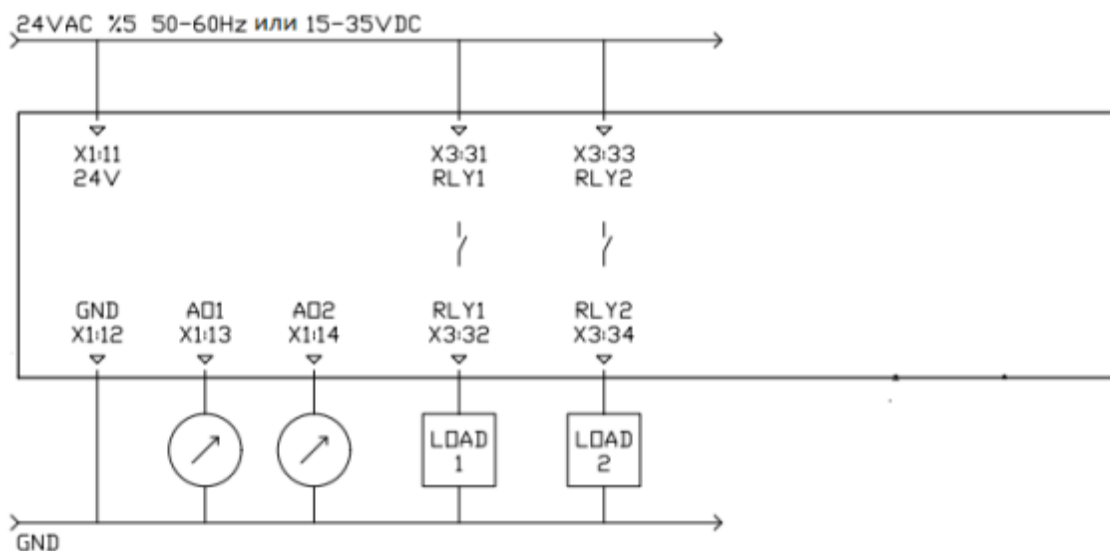 24VAC %5 50-60Hz или 15-35VDC
X1:11 X3:31 X3:33
24V RLY1 RLY2
GND AO1 AO2 RLY1 RLY2
X1:12 X1:13 X1:14 X3:32 X3:34
LOAD LOAD
1 2
GND